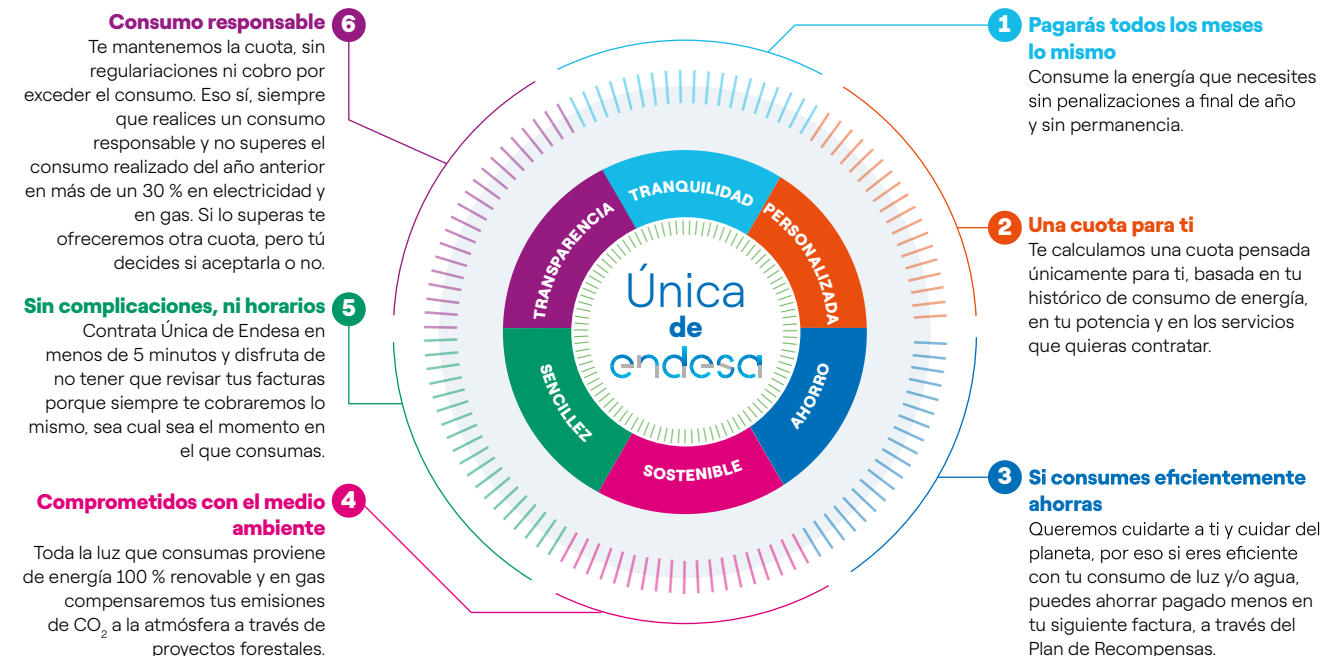 1
Pagarás todos los meses
lo mismo
Consume la energía que necesites
sin penalizaciones a final de año
y sin permanencia.
2
Una cuota para ti
Te calculamos una cuota pensada
únicamente para ti, basada en tu
histórico de consumo de energía,
en tu potencia y en los servicios
que quieras contratar.
3
Si consumes eficientemente
ahorras
Queremos cuidarte a ti y cuidar del
planeta, por eso si eres eficiente
con tu consumo de luz y/o agua,
puedes ahorrar pagado menos en
tu siguiente factura, a través del
Plan de Recompensas.
Comprometidos con el medio
ambiente
4
Toda la luz que consumas proviene
de energía 100 % renovable y en gas
compensaremos tus emisiones
de CO₂ a la atmósfera a través de
proyectos forestales.
Sin complicaciones, ni horarios
5
Contrata Única de Endesa en
menos de 5 minutos y disfruta de
no tener que revisar tus facturas
porque siempre te cobraremos lo
mismo, sea cual sea el momento en
el que consumas.
Consumo responsable
6
Te mantenemos la cuota, sin
regulariaciones ni cobro por
exceder el consumo. Eso sí, siempre
que realices un consumo
responsable y no superes el
consumo realizado del año anterior
en más de un 30 % en electricidad y
en gas. Si lo superas te
ofreceremos otra cuota, pero tú
decides si aceptarla o no.
TRANQUILIDAD
PERSONALIZADA
AHORRO
SOSTENIBLE
SENCILLEZ
TRANSPARENCIA
Única
de
endesa